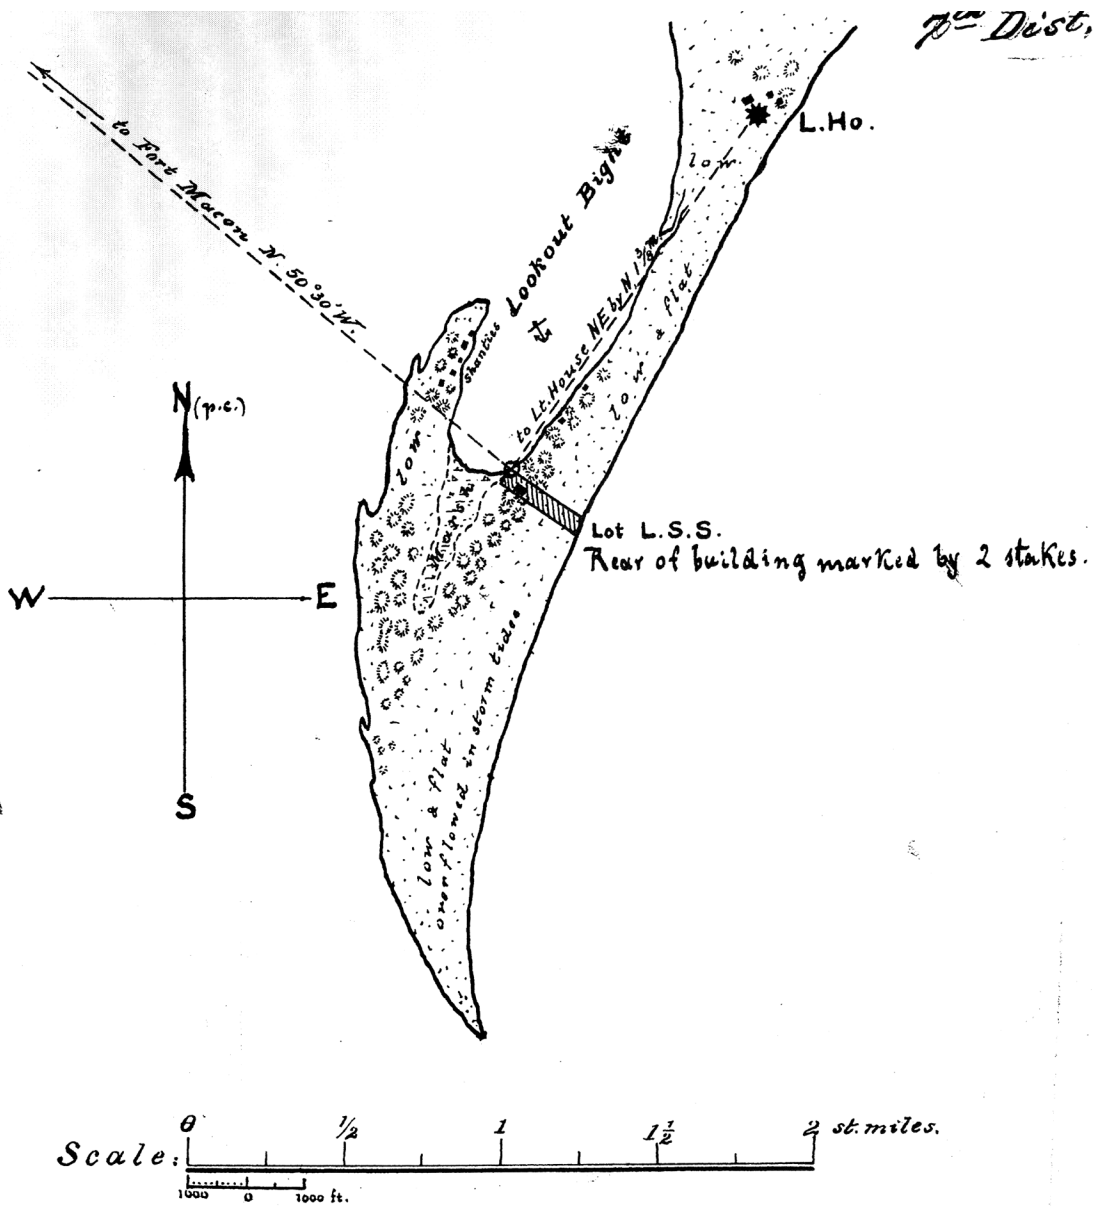 7th Dist.
L.Ho.
low
to Fort Macon N. 50°30'W.
Lookout Bight
to Lt. House NE by N 1 3/8 m.
low & flat
shanties
N (p.c.)
low
Lot L.S.S.
Rear of building marked by 2 stakes.
W
E
low & flat
overflowed in storm tides
S
0 1/2 1 1 1/2 2 st. miles.
Scale:
1000 0 1000 ft.